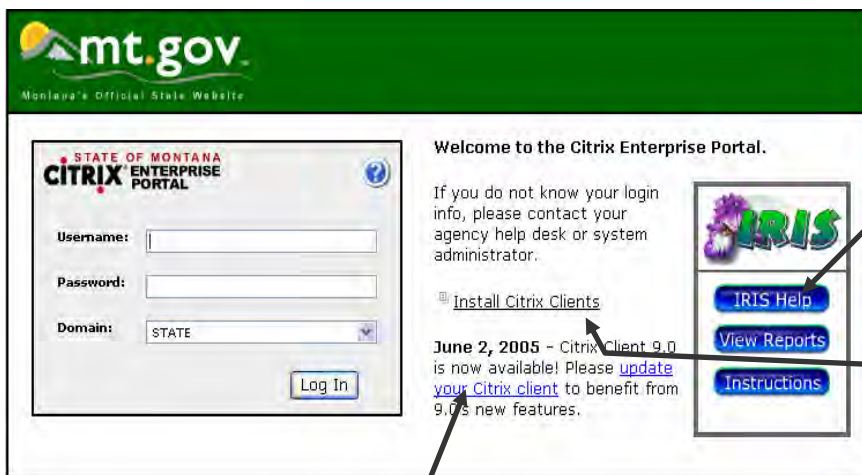 mt.gov
Montana's Official State Website
STATE OF MONTANA
CITRIX ENTERPRISE
PORTAL
?
Username:
Password:
Domain:
STATE
Log In
Welcome to the Citrix Enterprise Portal.
If you do not know your login
info, please contact your
agency help desk or system
administrator.
Install Citrix Clients
June 2, 2005 - Citrix Client 9.0
is now available! Please update
your Citrix client to benefit from
9.0's new features.
IRIS
IRIS Help
View Reports
Instructions